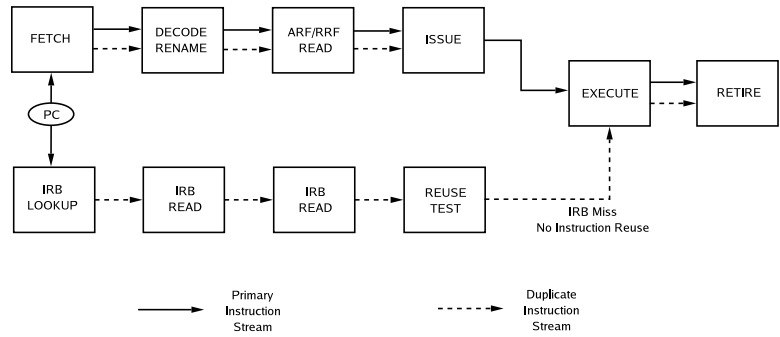 FETCH
DECODE
RENAME
ARF/RRF
READ
ISSUE
EXECUTE
RETIRE
PC
IRB
LOOKUP
IRB
READ
IRB
READ
REUSE
TEST
IRB Miss
No Instruction Reuse
Primary
Instruction
Stream
Duplicate
Instruction
Stream